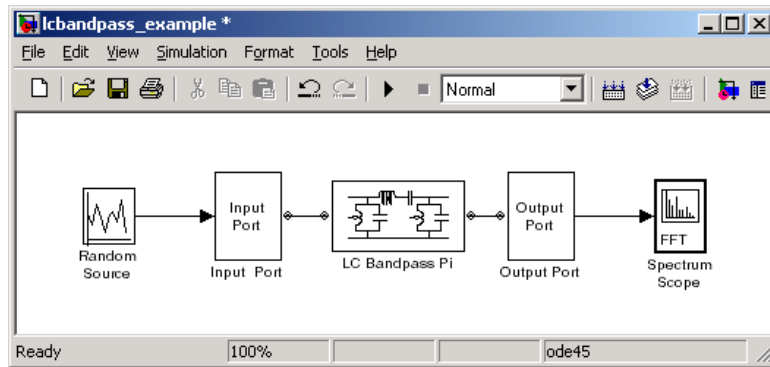 lcbandpass_example *
File Edit View Simulation Format Tools Help
Normal
Input
Port
Output
Port
FFT
Random
Source
Input Port
LC Bandpass Pi
Output Port
Spectrum
Scope
Ready 100% ode45